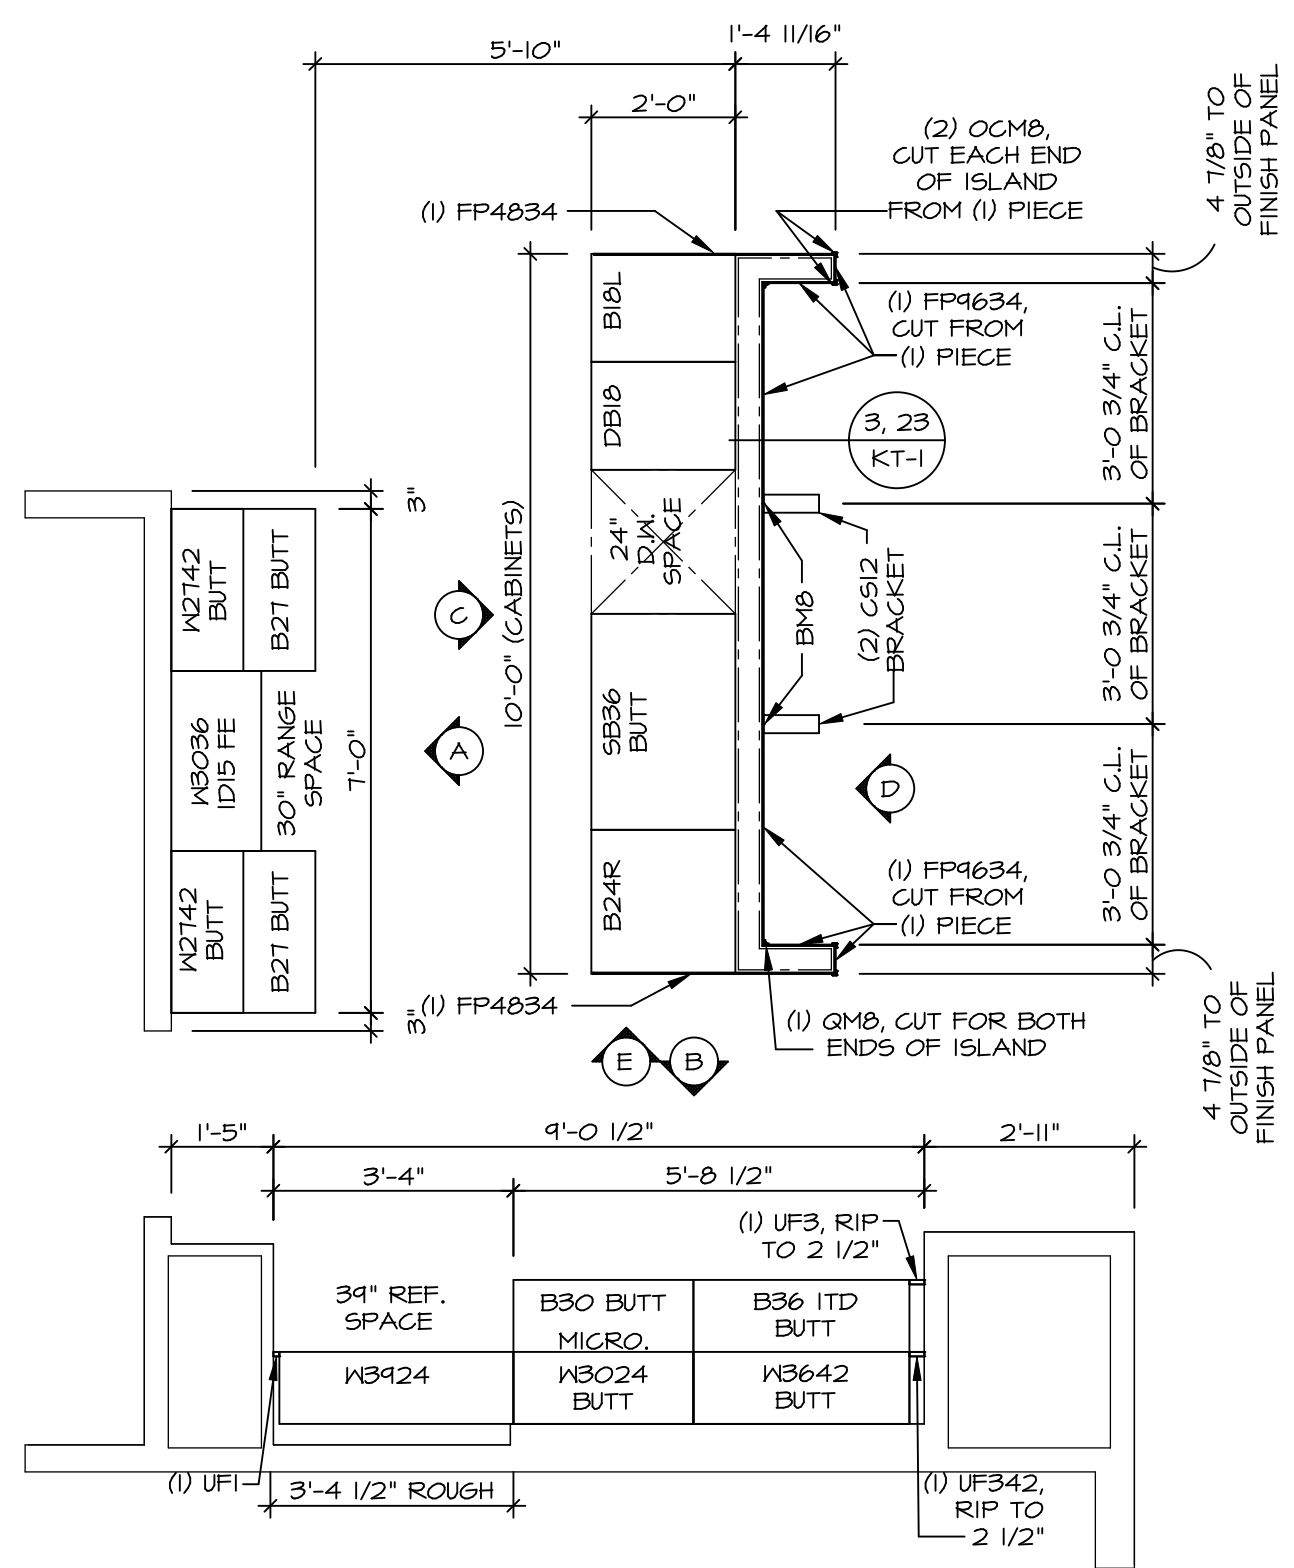 5'-10"
1'-4 11/16"
2'-0"
(2) OCM8,
CUT EACH END
OF ISLAND
FROM (1) PIECE
4 7/8" TO
OUTSIDE OF
FINISH PANEL
(1) FP4834
B18L
(1) FP9634,
CUT FROM
(1) PIECE
3'-0 3/4" C.L.
OF BRACKET
DB18
3, 23
KT-1
3"
W2742
BUTT
B27 BUTT
24"
D.W.
SPACE
10'-0" (CABINETS)
C
BM8
(2) CS12
BRACKET
3'-0 3/4" C.L.
OF BRACKET
W3036
1D15 FE
30" RANGE
SPACE
7'-0"
A
SB36
BUTT
D
3'-0 3/4" C.L.
OF BRACKET
W2742
BUTT
B27 BUTT
B24R
(1) FP9634,
CUT FROM
(1) PIECE
3"
(1) FP4834
(1) QM8, CUT FOR BOTH
ENDS OF ISLAND
4 7/8" TO
OUTSIDE OF
FINISH PANEL
E
B
1'-5"
9'-0 1/2"
2'-11"
3'-4"
5'-8 1/2"
(1) UF3, RIP
TO 2 1/2"
39" REF.
SPACE
B30 BUTT
MICRO.
B36 1TD
BUTT
W3924
W3024
BUTT
W3642
BUTT
(1) UF1
3'-4 1/2" ROUGH
(1) UF342,
RIP TO
2 1/2"